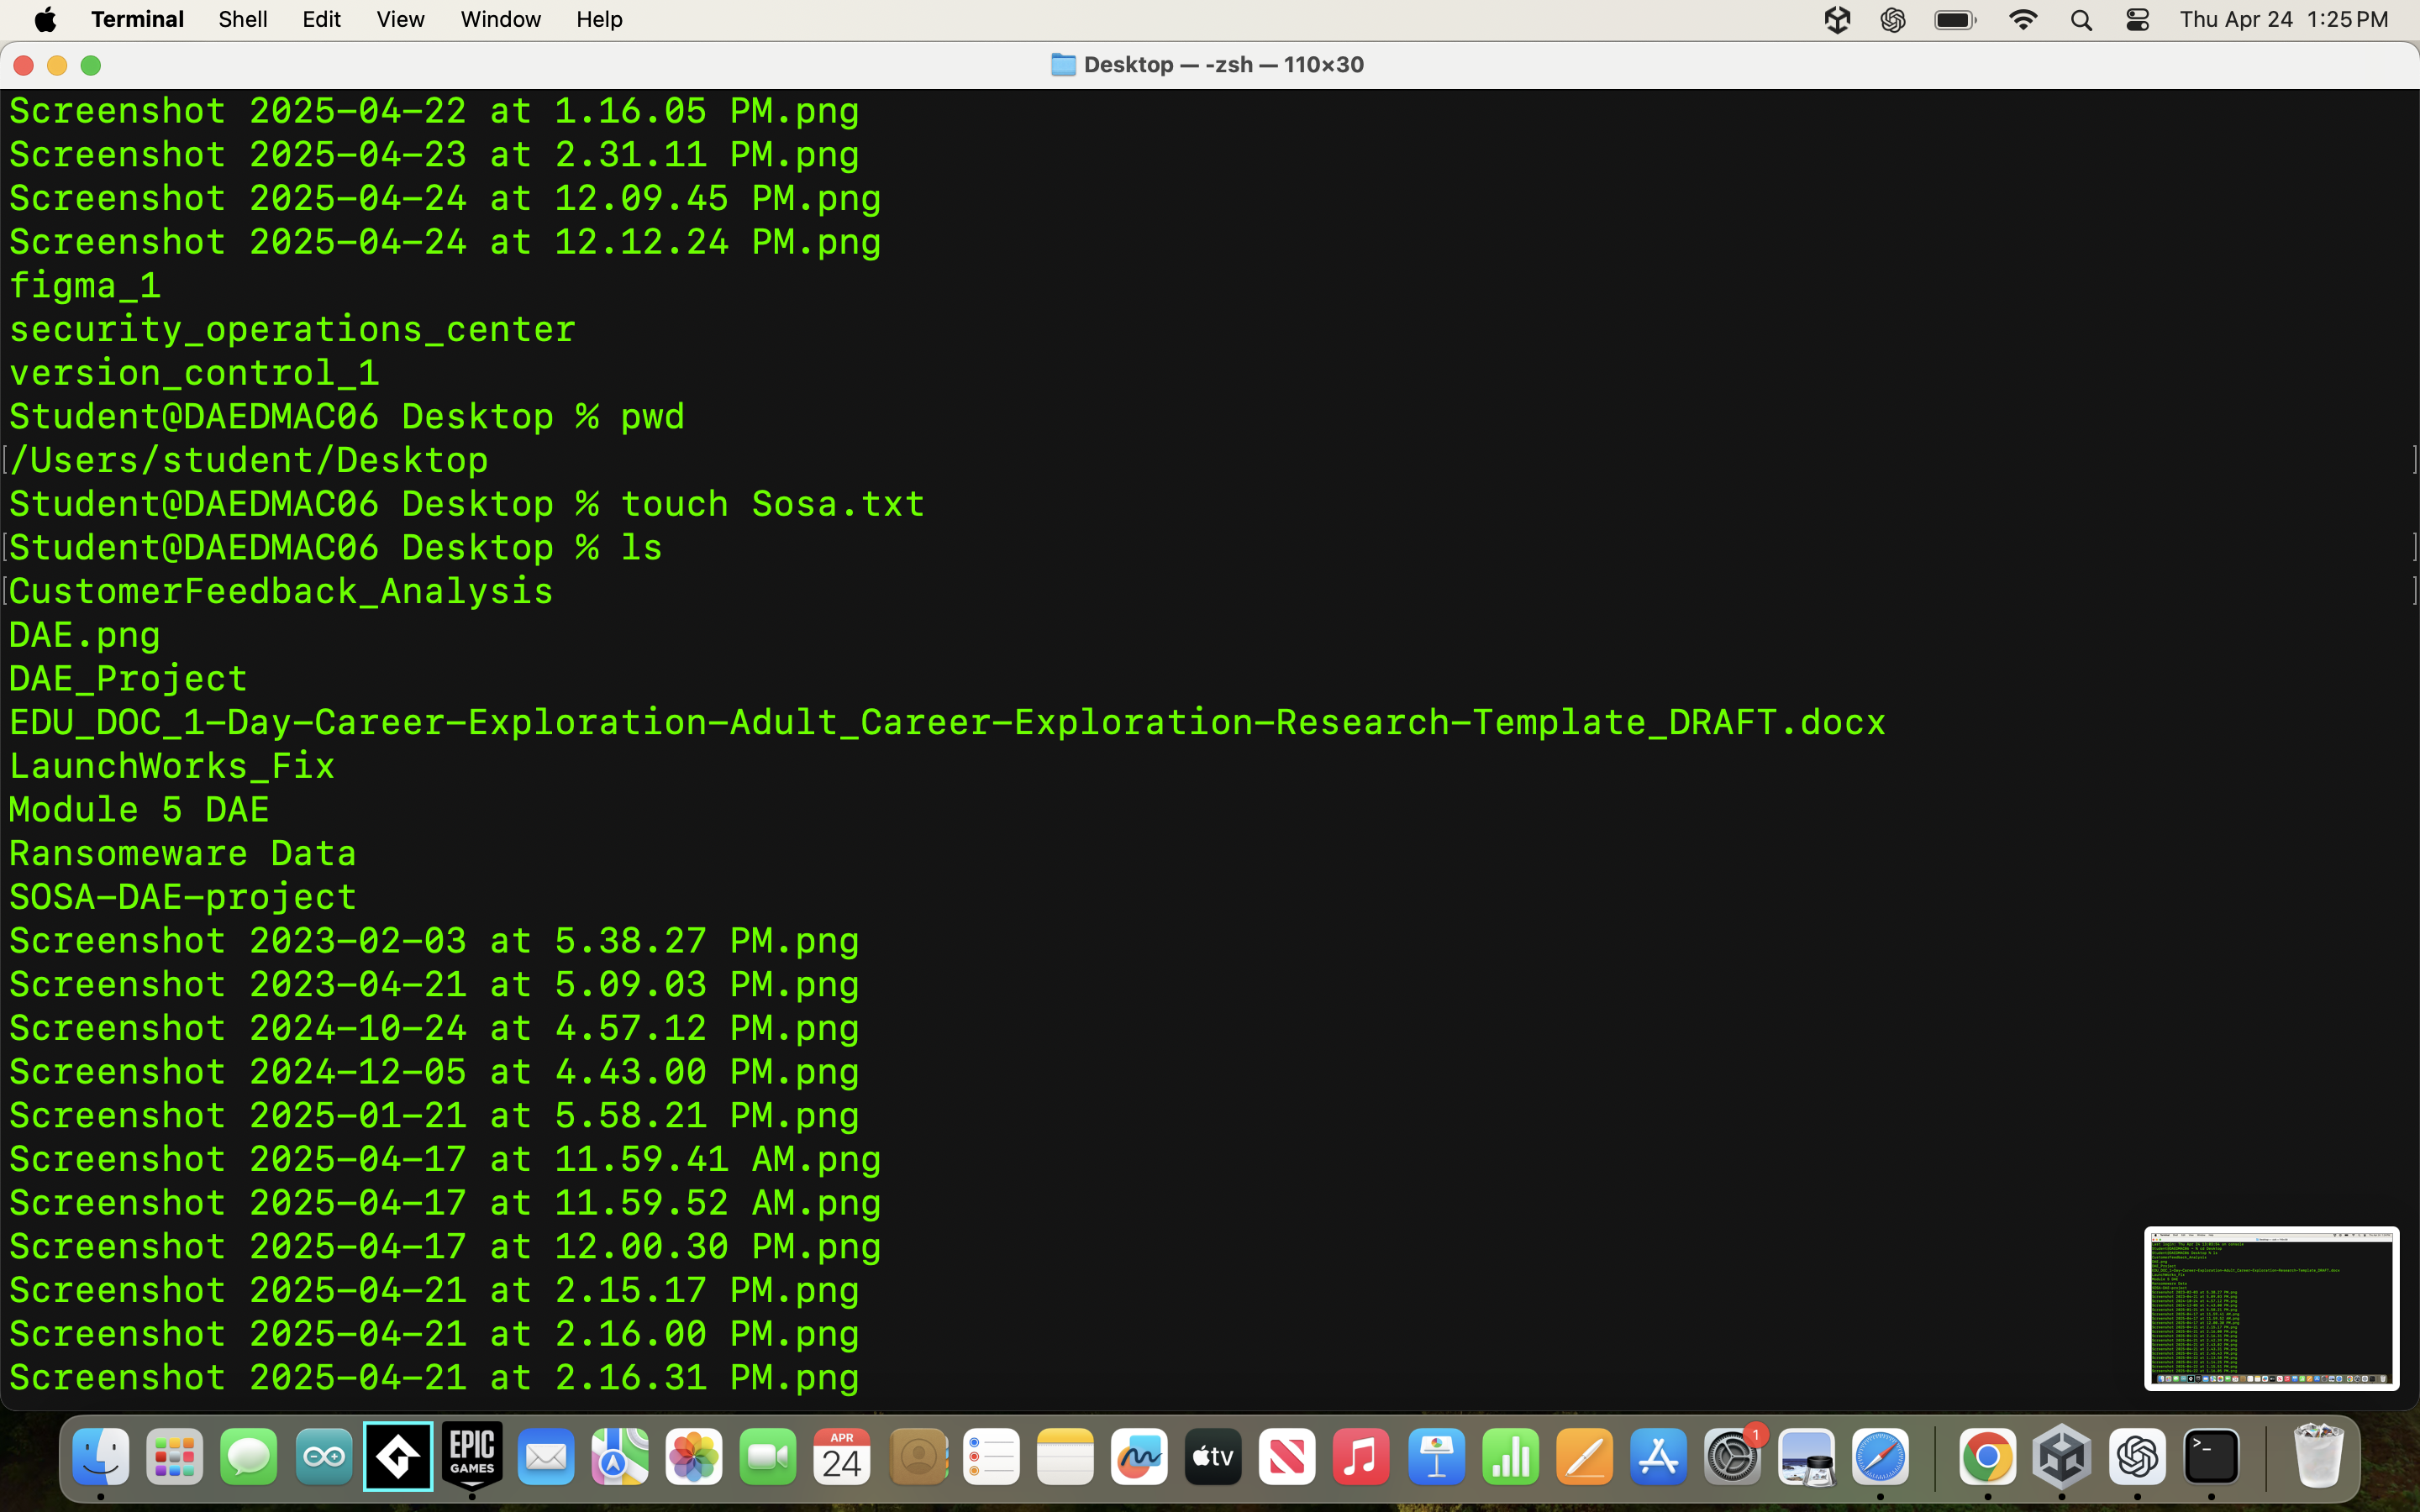 Terminal Shell Edit View Window Help Thu Apr 24 1:25 PM
Desktop — -zsh — 110×30
Screenshot 2025-04-22 at 1.16.05 PM.png
Screenshot 2025-04-23 at 2.31.11 PM.png
Screenshot 2025-04-24 at 12.09.45 PM.png
Screenshot 2025-04-24 at 12.12.24 PM.png
figma_1
security_operations_center
version_control_1
Student@DAEDMAC06 Desktop % pwd
[/Users/student/Desktop ]
Student@DAEDMAC06 Desktop % touch Sosa.txt
[Student@DAEDMAC06 Desktop % ls ]
[CustomerFeedback_Analysis ]
DAE.png
DAE_Project
EDU_DOC_1-Day-Career-Exploration-Adult_Career-Exploration-Research-Template_DRAFT.docx
LaunchWorks_Fix
Module 5 DAE
Ransomeware Data
SOSA-DAE-project
Screenshot 2023-02-03 at 5.38.27 PM.png
Screenshot 2023-04-21 at 5.09.03 PM.png
Screenshot 2024-10-24 at 4.57.12 PM.png
Screenshot 2024-12-05 at 4.43.00 PM.png
Screenshot 2025-01-21 at 5.58.21 PM.png
Screenshot 2025-04-17 at 11.59.41 AM.png
Screenshot 2025-04-17 at 11.59.52 AM.png
Screenshot 2025-04-17 at 12.00.30 PM.png
Screenshot 2025-04-21 at 2.15.17 PM.png
Screenshot 2025-04-21 at 2.16.00 PM.png
Screenshot 2025-04-21 at 2.16.31 PM.png
EPIC
GAMES
APR
24
tv
1
>_